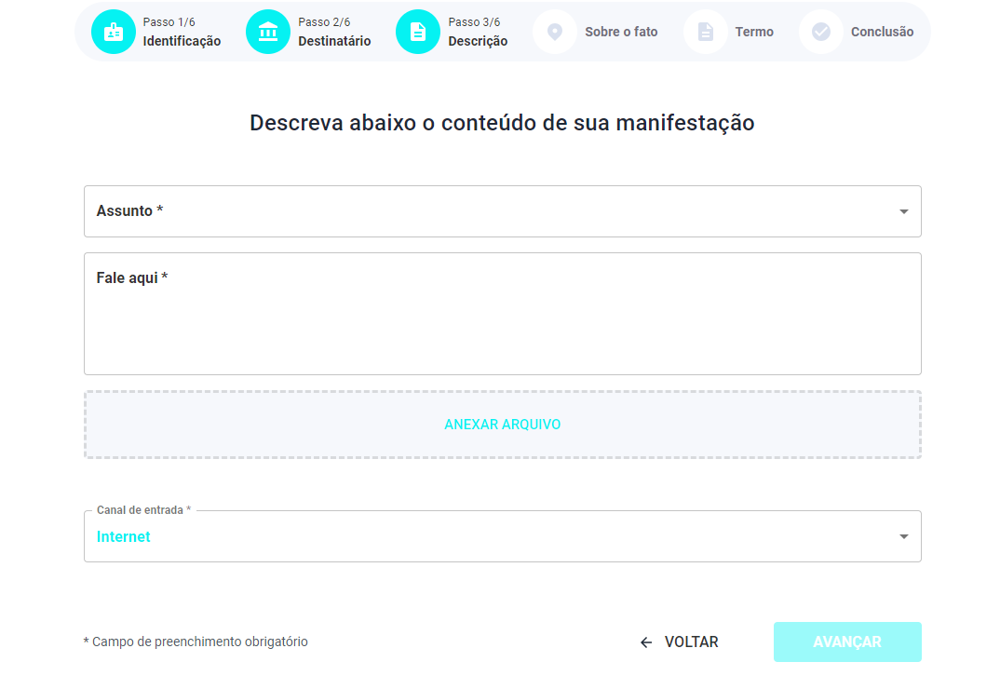 Passo 1/6
Identificação
Passo 2/6
Destinatário
Passo 3/6
Descrição
Sobre o fato
Termo
Conclusão
Descreva abaixo o conteúdo de sua manifestação
Assunto *
Fale aqui *
ANEXAR ARQUIVO
Canal de entrada *
Internet
* Campo de preenchimento obrigatório
VOLTAR
AVANÇAR